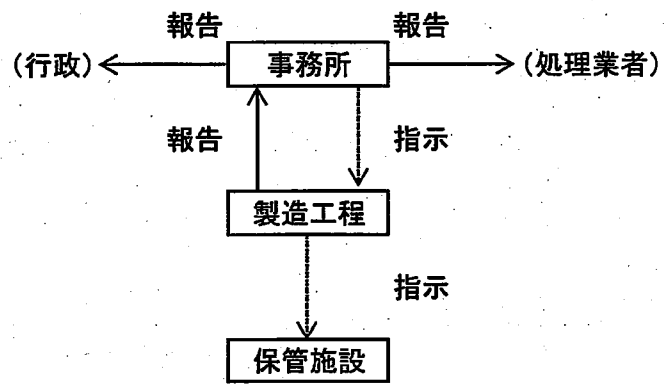 報告 報告
(行政) 事務所 (処理業者)
報告 指示
製造工程
指示
保管施設